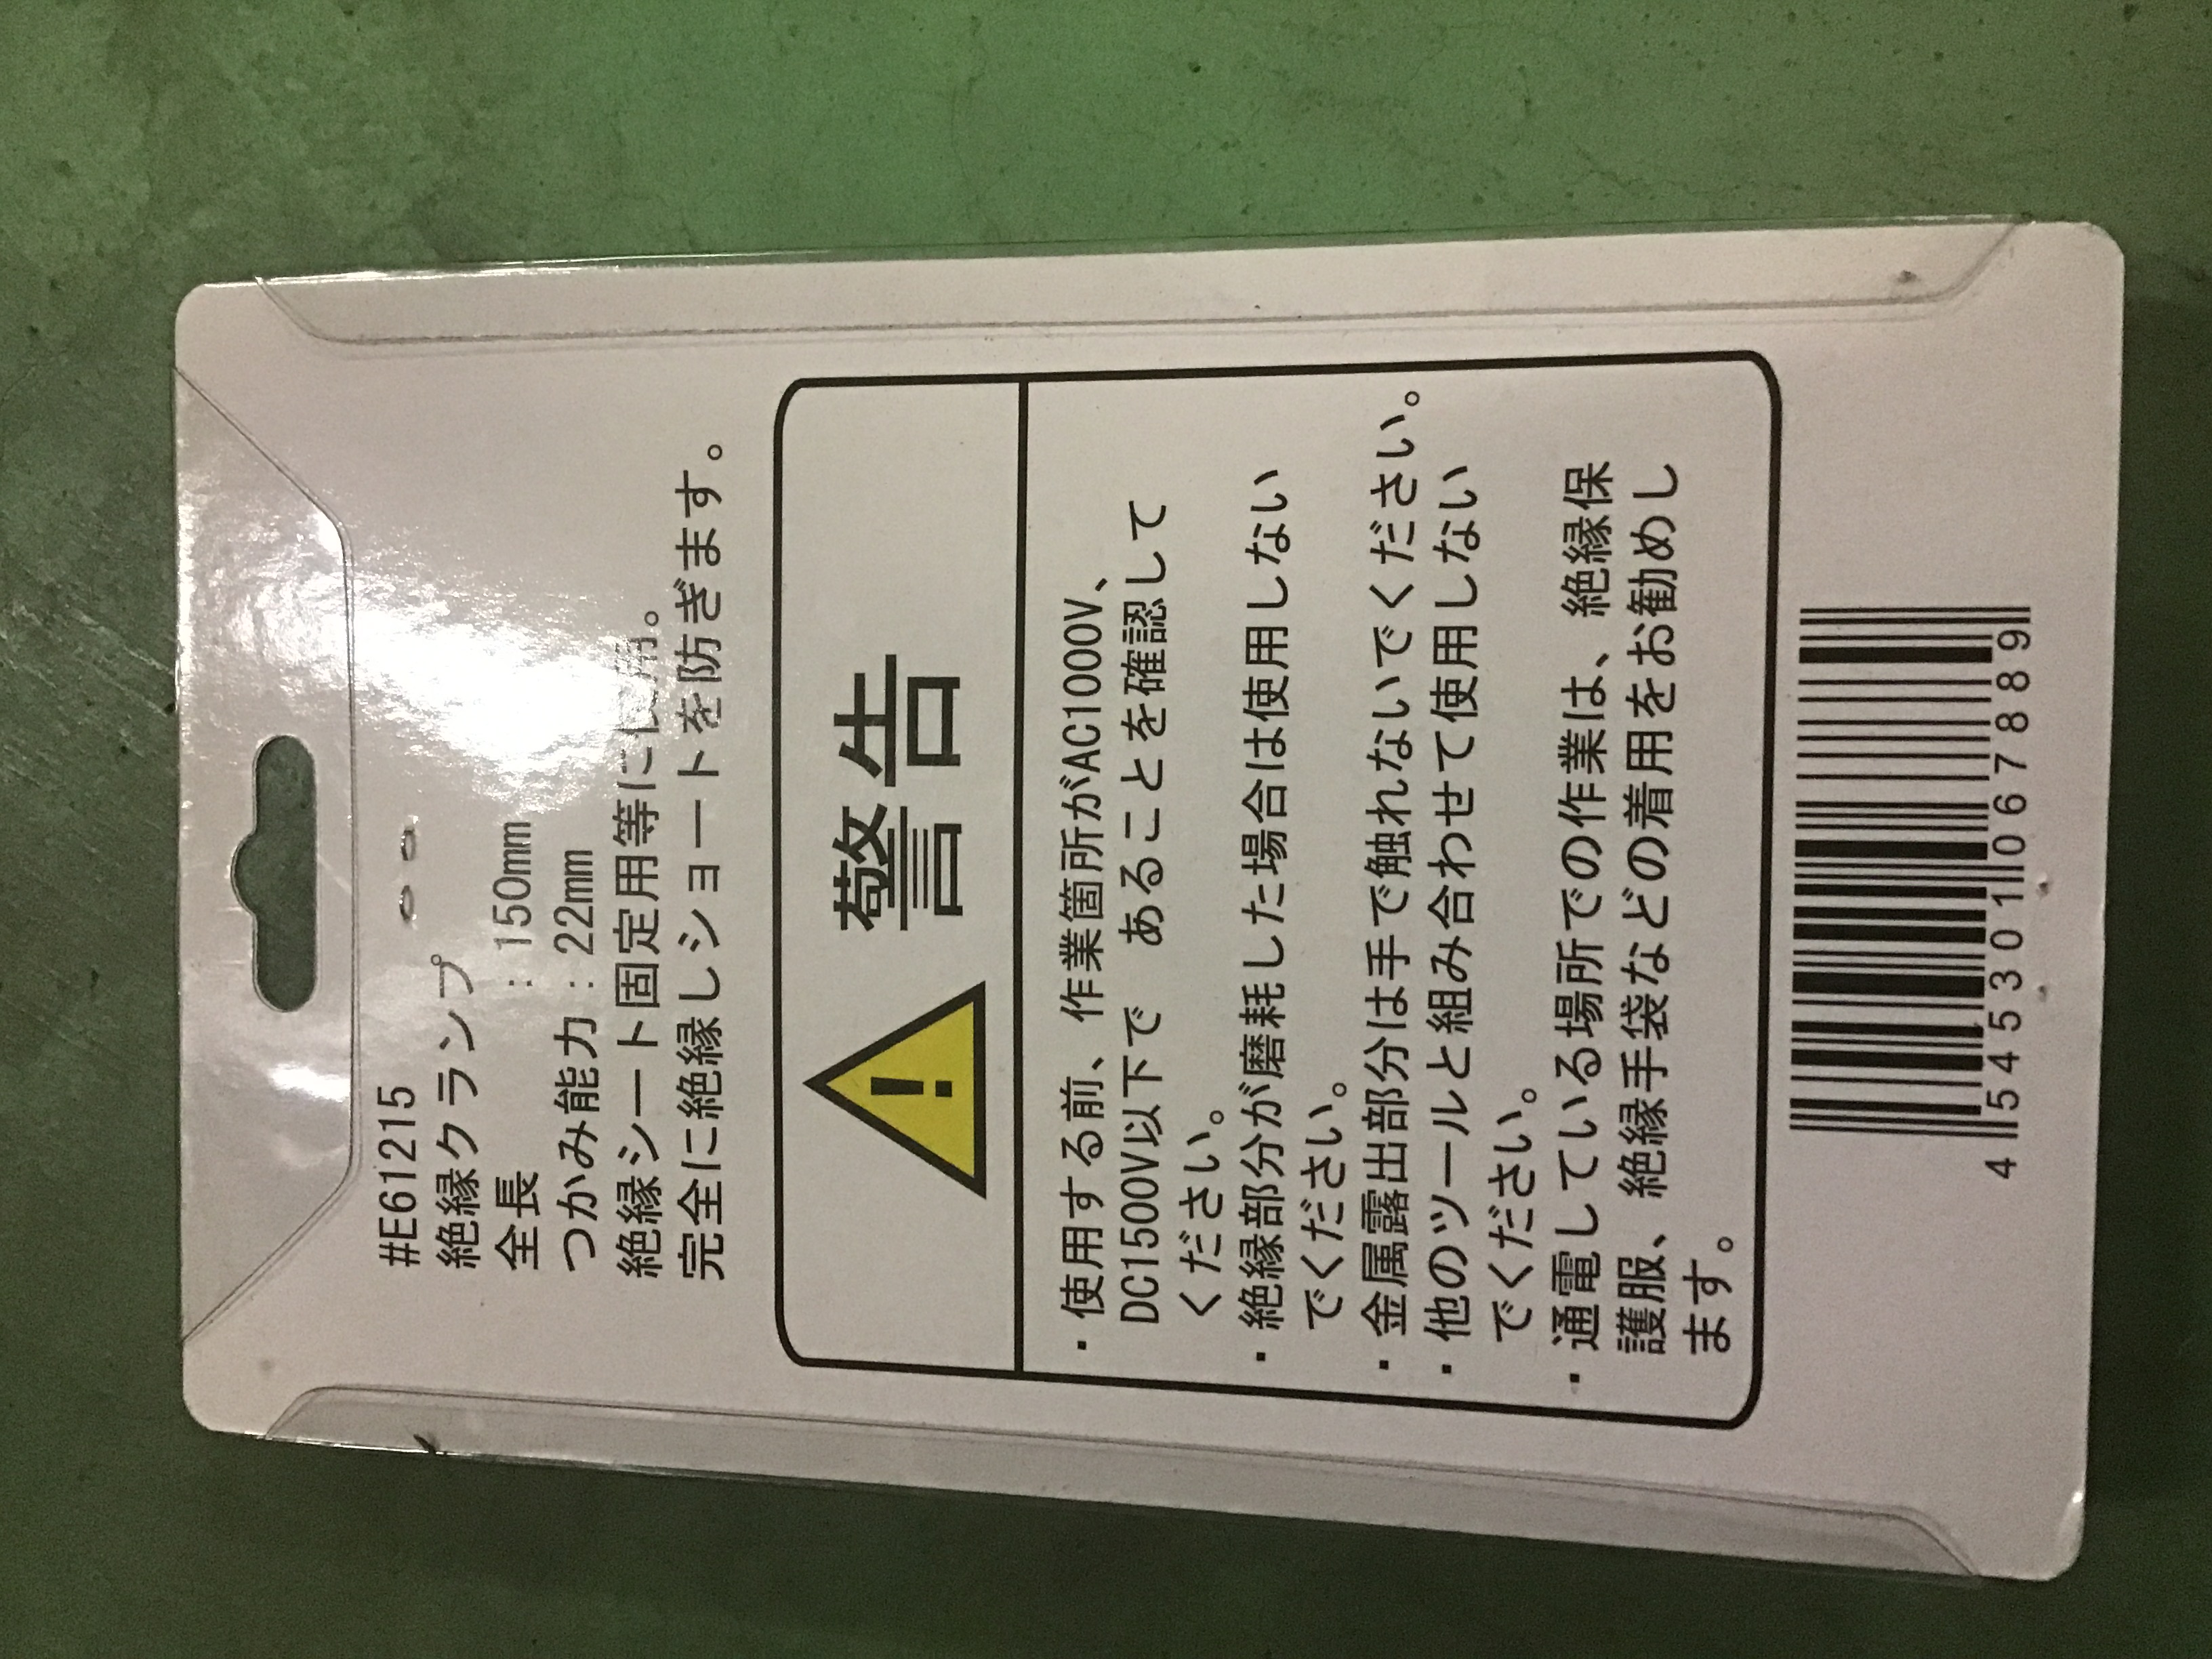 #E61215
絶縁クランプ
全長　　　：150mm
つかみ能力：22mm
絶縁シート固定用等に使用。
完全に絶縁しショートを防ぎます。
警告
・使用する前、作業箇所がAC1000V、
DC1500V以下で　あることを確認して
ください。
・絶縁部分が磨耗した場合は使用しない
でください。
・金属露出部分は手で触れないでください。
・他のツールと組み合わせて使用しない
でください。
・通電している場所での作業は、絶縁保
護服、絶縁手袋などの着用をお勧めし
ます。
4 545301 067889